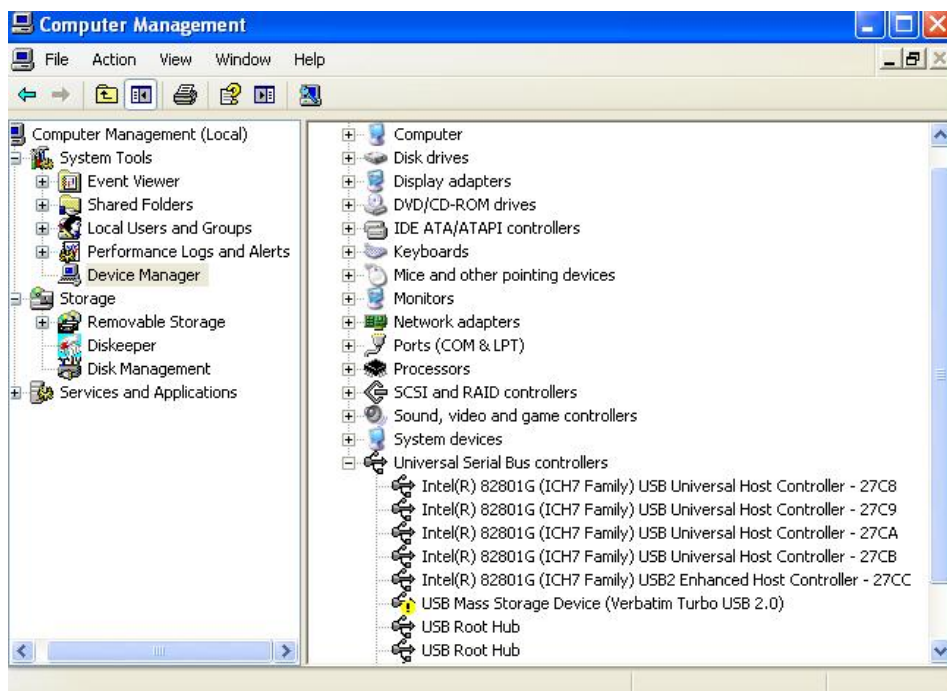 Computer Management
File Action View Window Help
Computer Management (Local)
System Tools
Event Viewer
Shared Folders
Local Users and Groups
Performance Logs and Alerts
Device Manager
Storage
Removable Storage
Diskeeper
Disk Management
Services and Applications
Computer
Disk drives
Display adapters
DVD/CD-ROM drives
IDE ATA/ATAPI controllers
Keyboards
Mice and other pointing devices
Monitors
Network adapters
Ports (COM & LPT)
Processors
SCSI and RAID controllers
Sound, video and game controllers
System devices
Universal Serial Bus controllers
Intel(R) 82801G (ICH7 Family) USB Universal Host Controller - 27C8
Intel(R) 82801G (ICH7 Family) USB Universal Host Controller - 27C9
Intel(R) 82801G (ICH7 Family) USB Universal Host Controller - 27CA
Intel(R) 82801G (ICH7 Family) USB Universal Host Controller - 27CB
Intel(R) 82801G (ICH7 Family) USB2 Enhanced Host Controller - 27CC
USB Mass Storage Device (Verbatim Turbo USB 2.0)
USB Root Hub
USB Root Hub